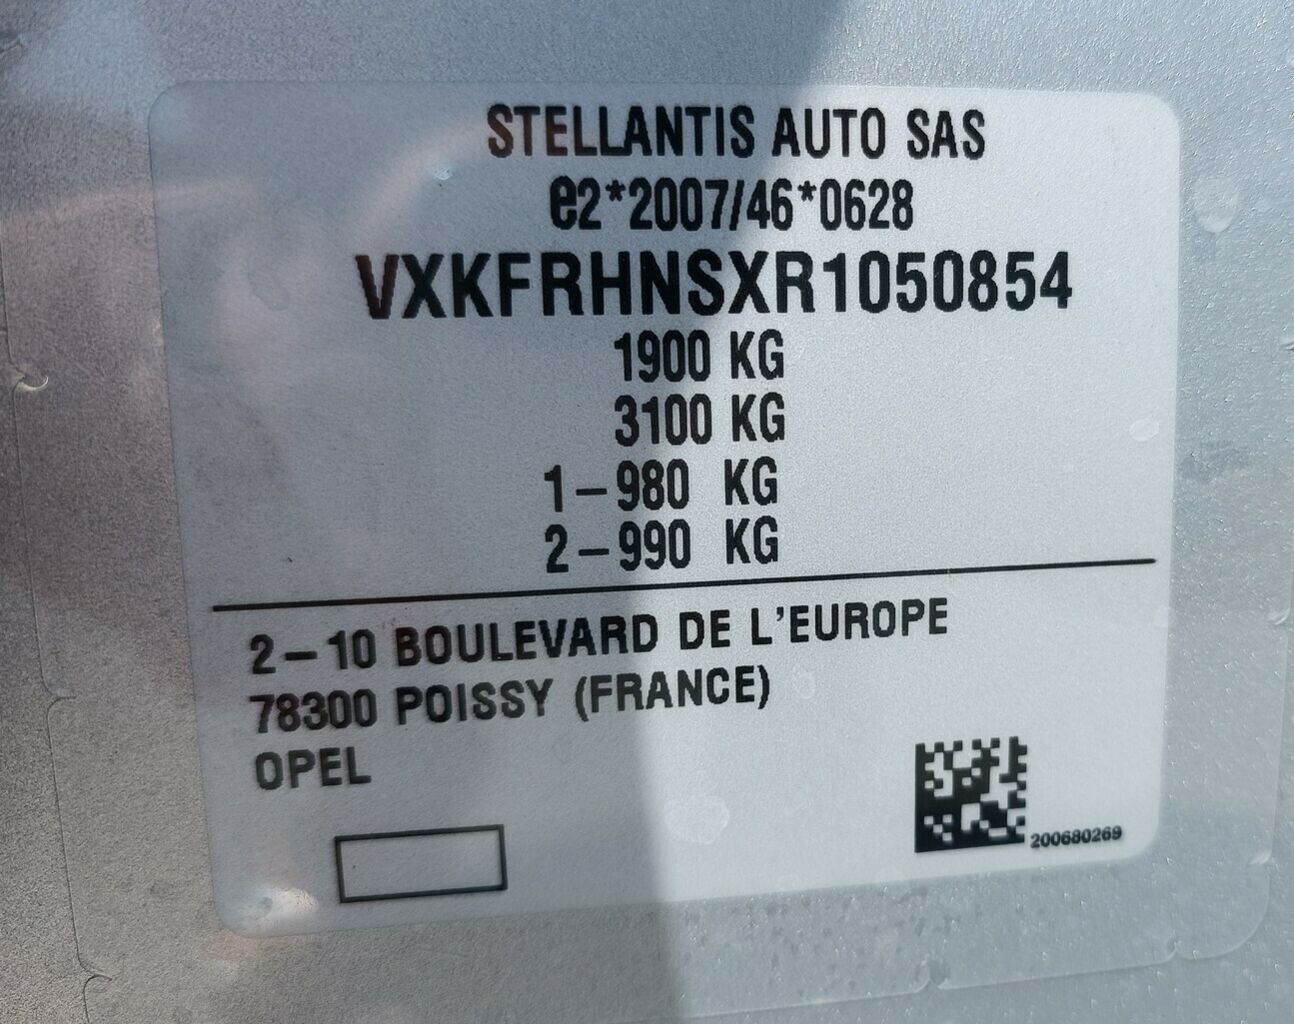 STELLANTIS AUTO SAS
e2*2007/46*0628
VXKFRHNSXR1050854
1900 KG
3100 KG
1-980 KG
2-990 KG
2-10 BOULEVARD DE L'EUROPE
78300 POISSY (FRANCE)
OPEL
200680269